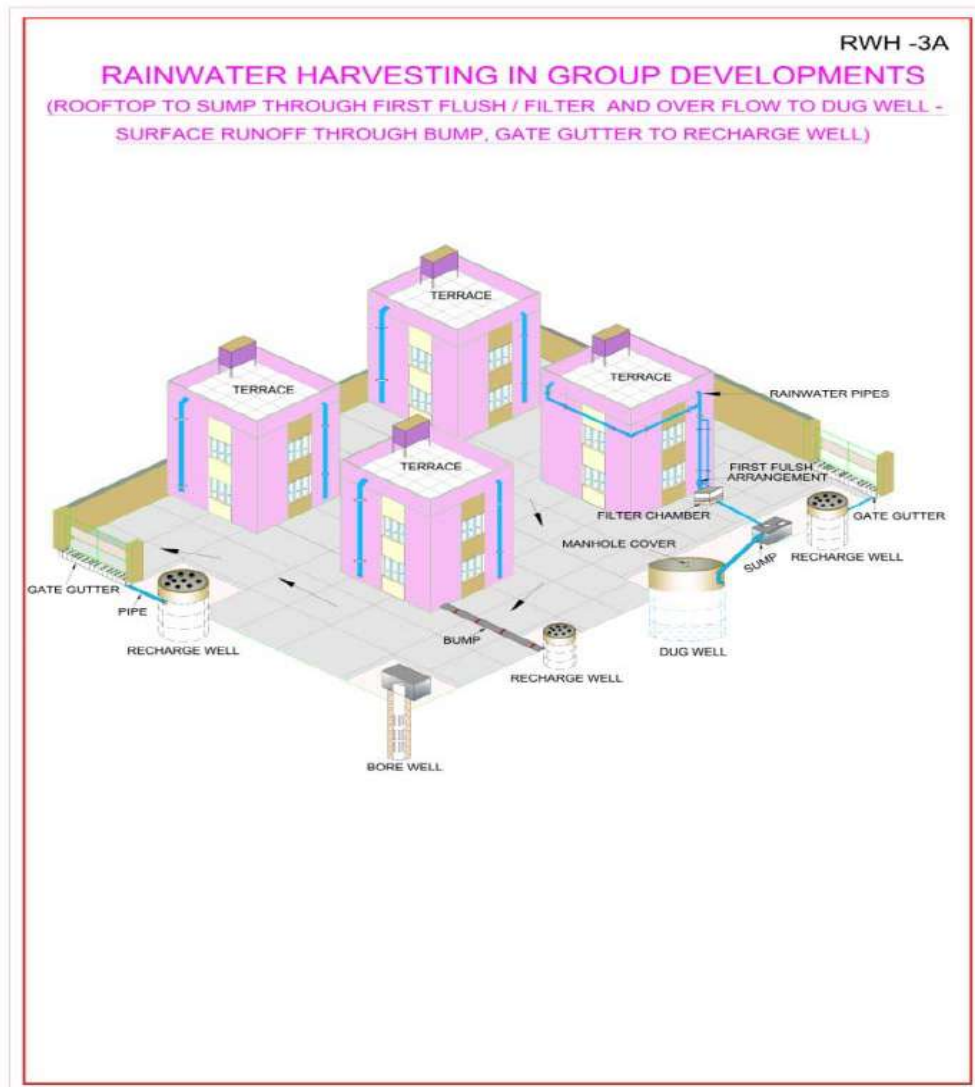 RWH -3A
RAINWATER HARVESTING IN GROUP DEVELOPMENTS
(ROOFTOP TO SUMP THROUGH FIRST FLUSH / FILTER AND OVER FLOW TO DUG WELL -
SURFACE RUNOFF THROUGH BUMP, GATE GUTTER TO RECHARGE WELL)
TERRACE
TERRACE
TERRACE
TERRACE
RAINWATER PIPES
FIRST FULSH
ARRANGEMENT
FILTER CHAMBER
GATE GUTTER
MANHOLE COVER
SUMP
RECHARGE WELL
GATE GUTTER
PIPE
RECHARGE WELL
BUMP
DUG WELL
RECHARGE WELL
BORE WELL